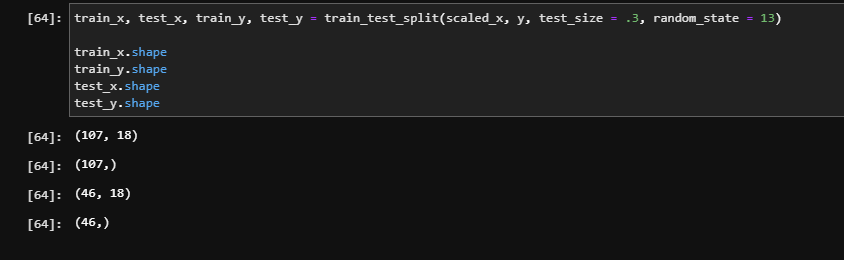 [64]: train_x, test_x, train_y, test_y = train_test_split(scaled_x, y, test_size = .3, random_state = 13)
train_x.shape
train_y.shape
test_x.shape
test_y.shape
[64]: (107, 18)
[64]: (107,)
[64]: (46, 18)
[64]: (46,)